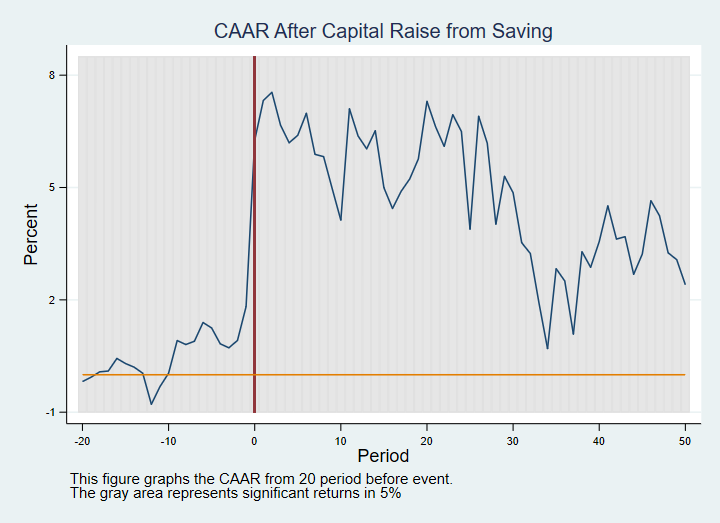 CAAR After Capital Raise from Saving
Percent
8
5
2
-1
-20 -10 0 10 20 30 40 50
Period
This figure graphs the CAAR from 20 period before event.
The gray area represents significant returns in 5%